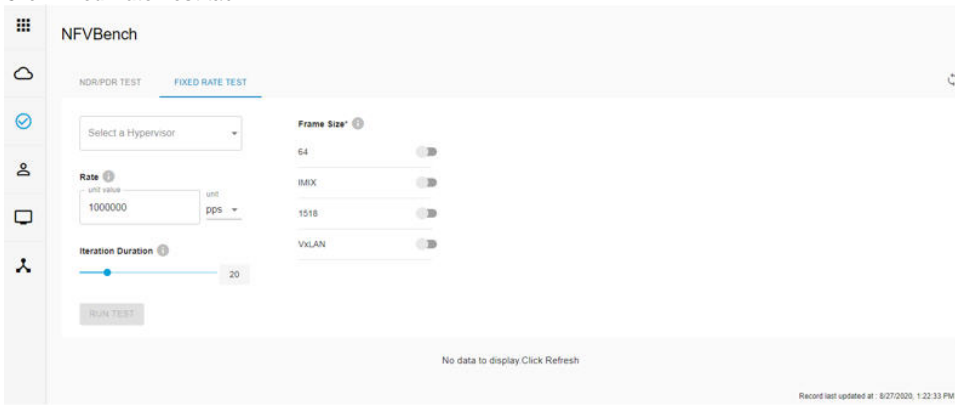 NFVBench
NDR/PDR TEST
FIXED RATE TEST
Select a Hypervisor
Frame Size*
64
IMIX
1518
VxLAN
Rate
unit value
1000000
unit
pps
Iteration Duration
20
RUN TEST
No data to display.Click Refresh
Record last updated at : 8/27/2020, 1:22:33 PM